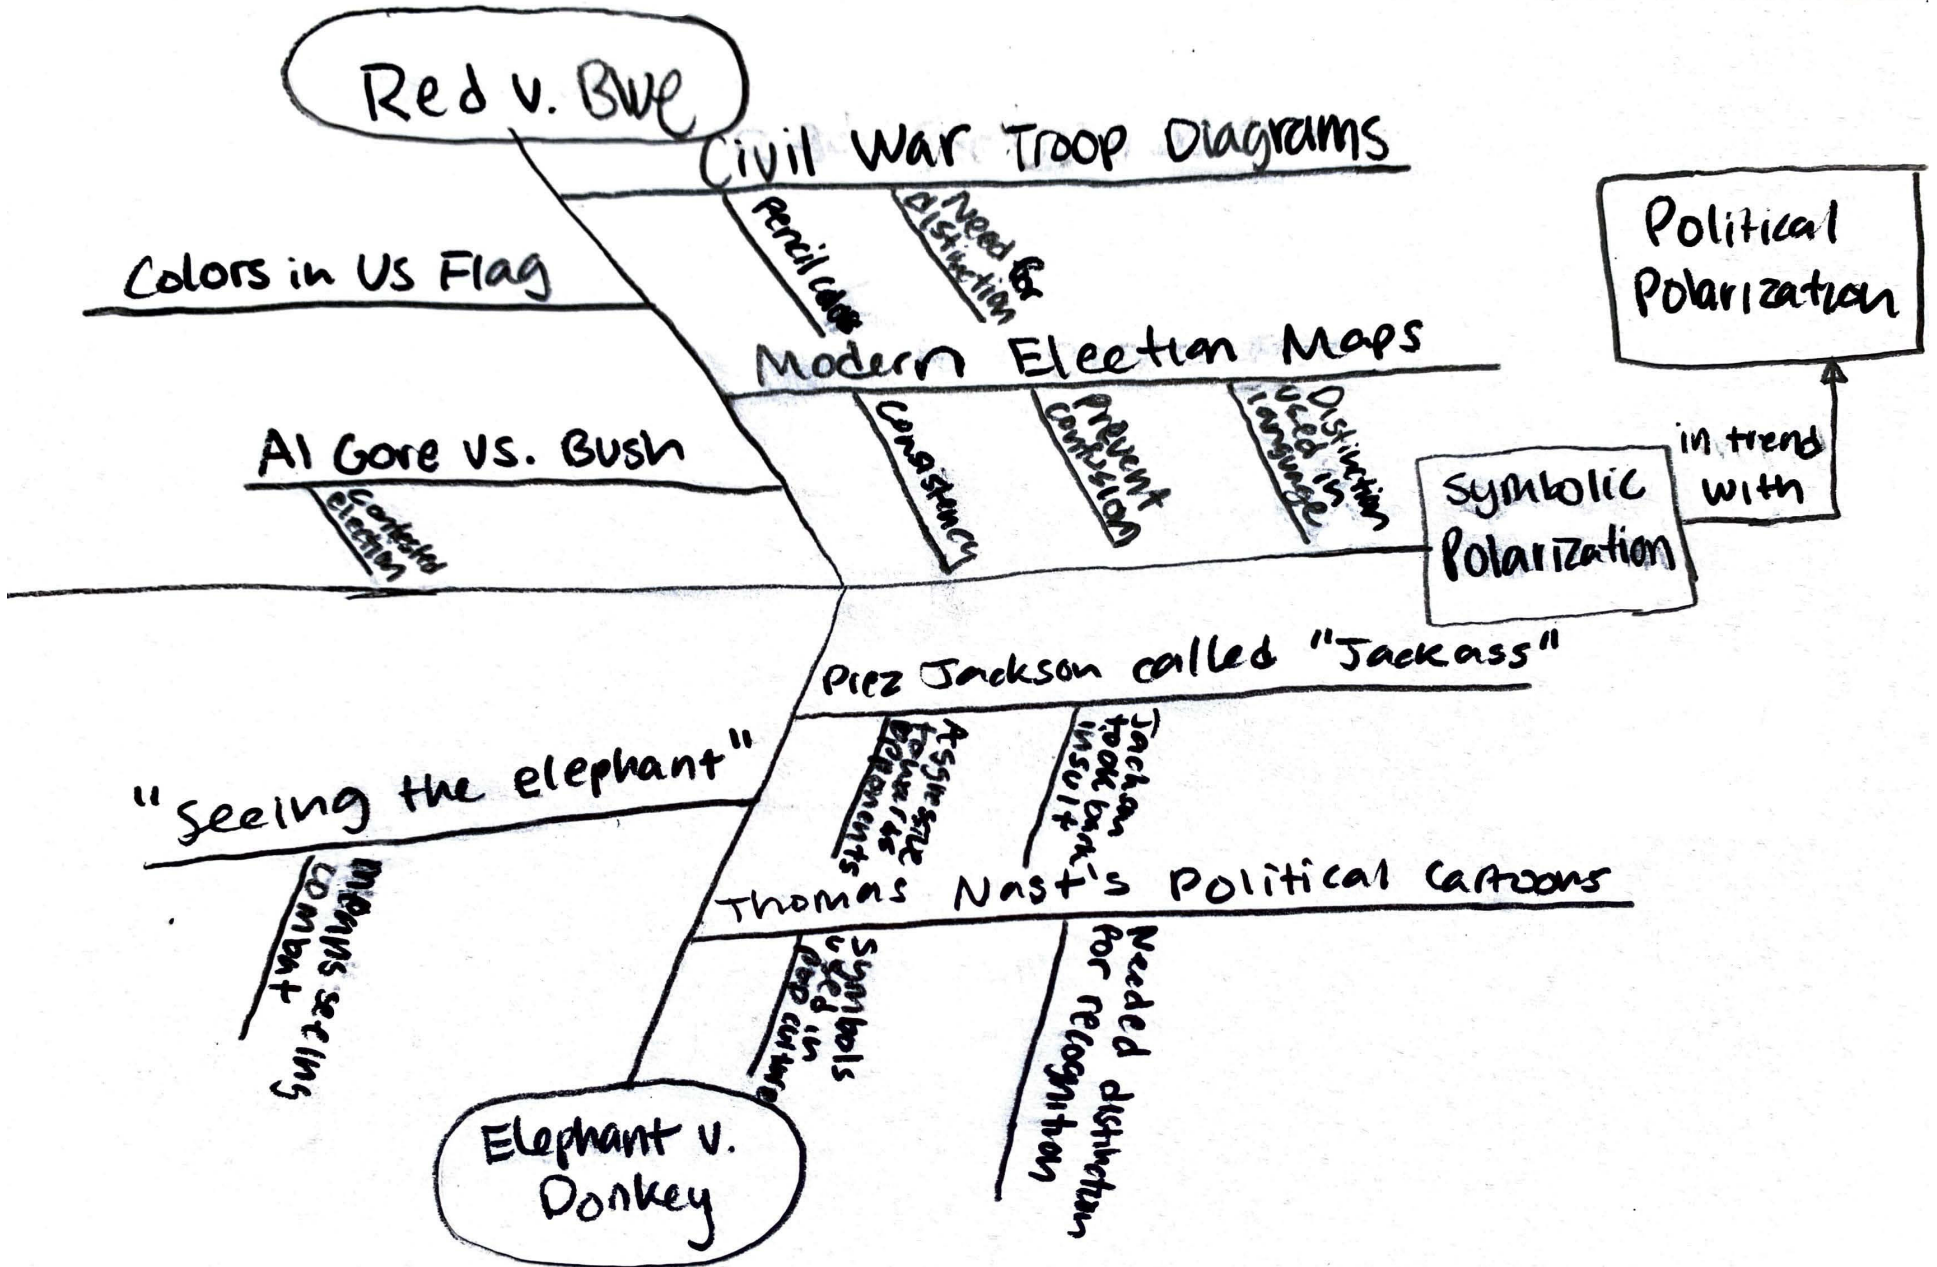 Red v. Blue
Civil War Troop Diagrams
pencil colors
Need for
distinction
Colors in US Flag
Political
Polarization
Modern Election Maps
Consistency
Prevent
confusion
Distinction
used in
language
Al Gore vs. Bush
Contested
election
in trend
with
Symbolic
Polarization
Prez Jackson called "Jackass"
Aggressive
towards
opponents
took back
insult
"seeing the elephant"
means seeing
combat
Thomas Nast's Political Cartoons
Symbols
used in
pop culture
Needed distinction
for recognition
Elephant v.
Donkey